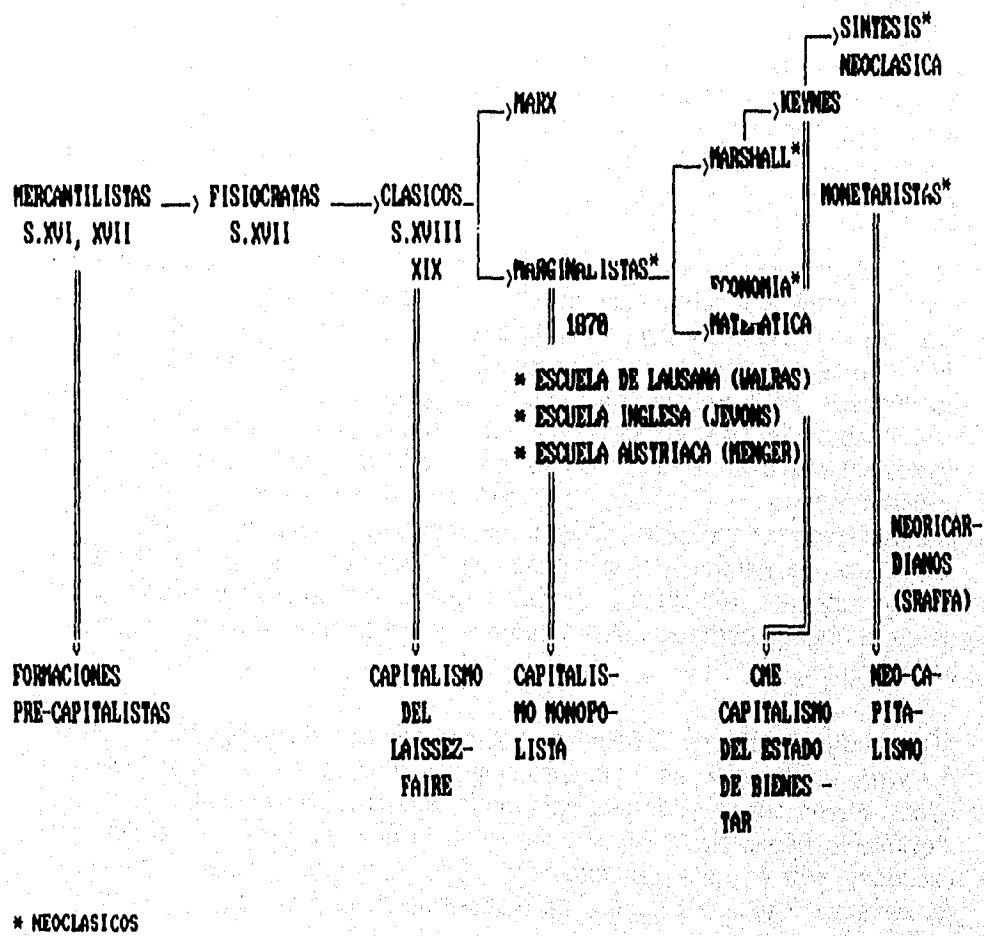 SINTESIS*
NEOCLASICA
MARX
KEYNES
MARSHALL*
MERCANTILISTAS
S.XVI, XVII
FISIOCRATAS
S.XVII
CLASICOS
S.XVIII
XIX
MONETARISTAS*
MARGINALISTAS*
1870
ECONOMIA*
MATEMATICA
* ESCUELA DE LAUSANA (WALRAS)
* ESCUELA INGLESA (JEVONS)
* ESCUELA AUSTRIACA (MENGER)
NEORICAR-
DIANOS
(SRAFFA)
FORMACIONES
PRE-CAPITALISTAS
CAPITALISMO
DEL
LAISSEZ-
FAIRE
CAPITALIS-
MO MONOPO-
LISTA
CME
CAPITALISMO
DEL ESTADO
DE BIENES -
TAR
NEO-CA-
PITA-
LISMO
* NEOCLASICOS